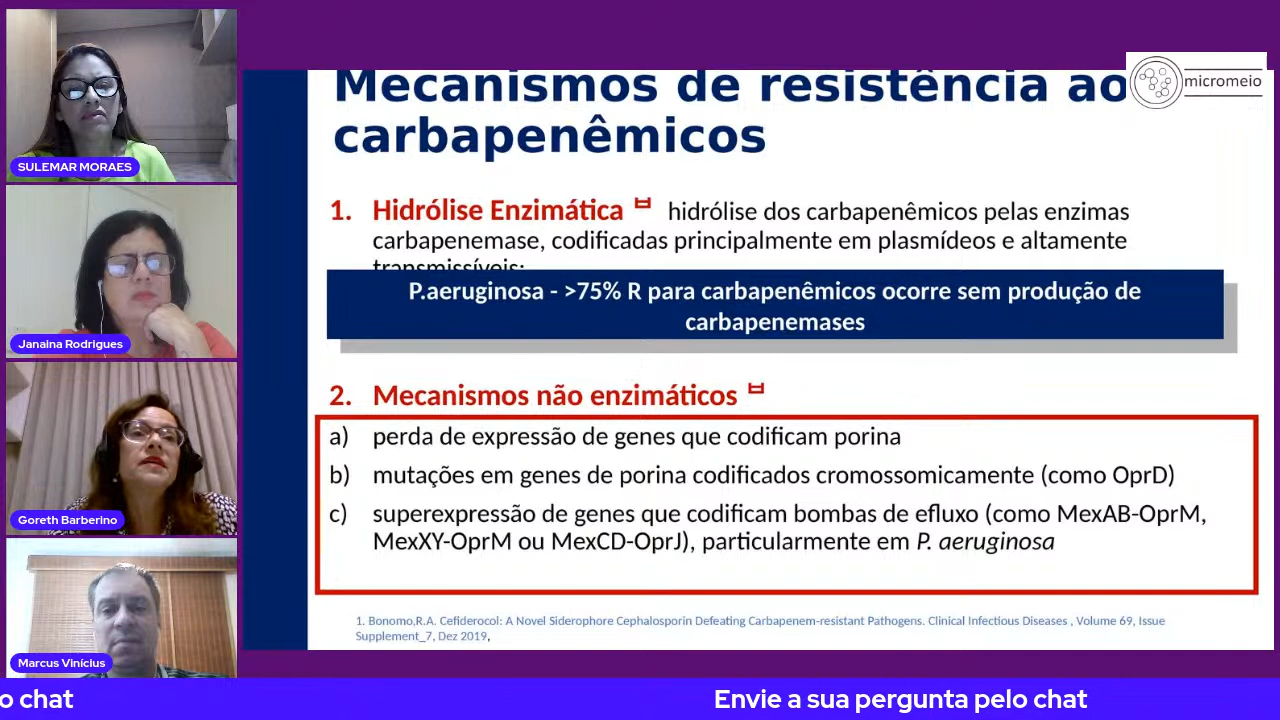 SULEMAR MORAES
Janaina Rodrigues
Goreth Barberino
Marcus Vinícius
micromeio
Mecanismos de resistência ao
carbapenêmicos
1. Hidrólise Enzimática hidrólise dos carbapenêmicos pelas enzimas
carbapenemase, codificadas principalmente em plasmídeos e altamente
transmissíveis:
P.aeruginosa - >75% R para carbapenêmicos ocorre sem produção de
carbapenemases
2. Mecanismos não enzimáticos
a) perda de expressão de genes que codificam porina
b) mutações em genes de porina codificados cromossomicamente (como OprD)
c) superexpressão de genes que codificam bombas de efluxo (como MexAB-OprM,
MexXY-OprM ou MexCD-OprJ), particularmente em P. aeruginosa
1. Bonomo,R.A. Cefiderocol: A Novel Siderophore Cephalosporin Defeating Carbapenem-resistant Pathogens. Clinical Infectious Diseases , Volume 69, Issue
Supplement_7, Dez 2019,
o chat
Envie a sua pergunta pelo chat